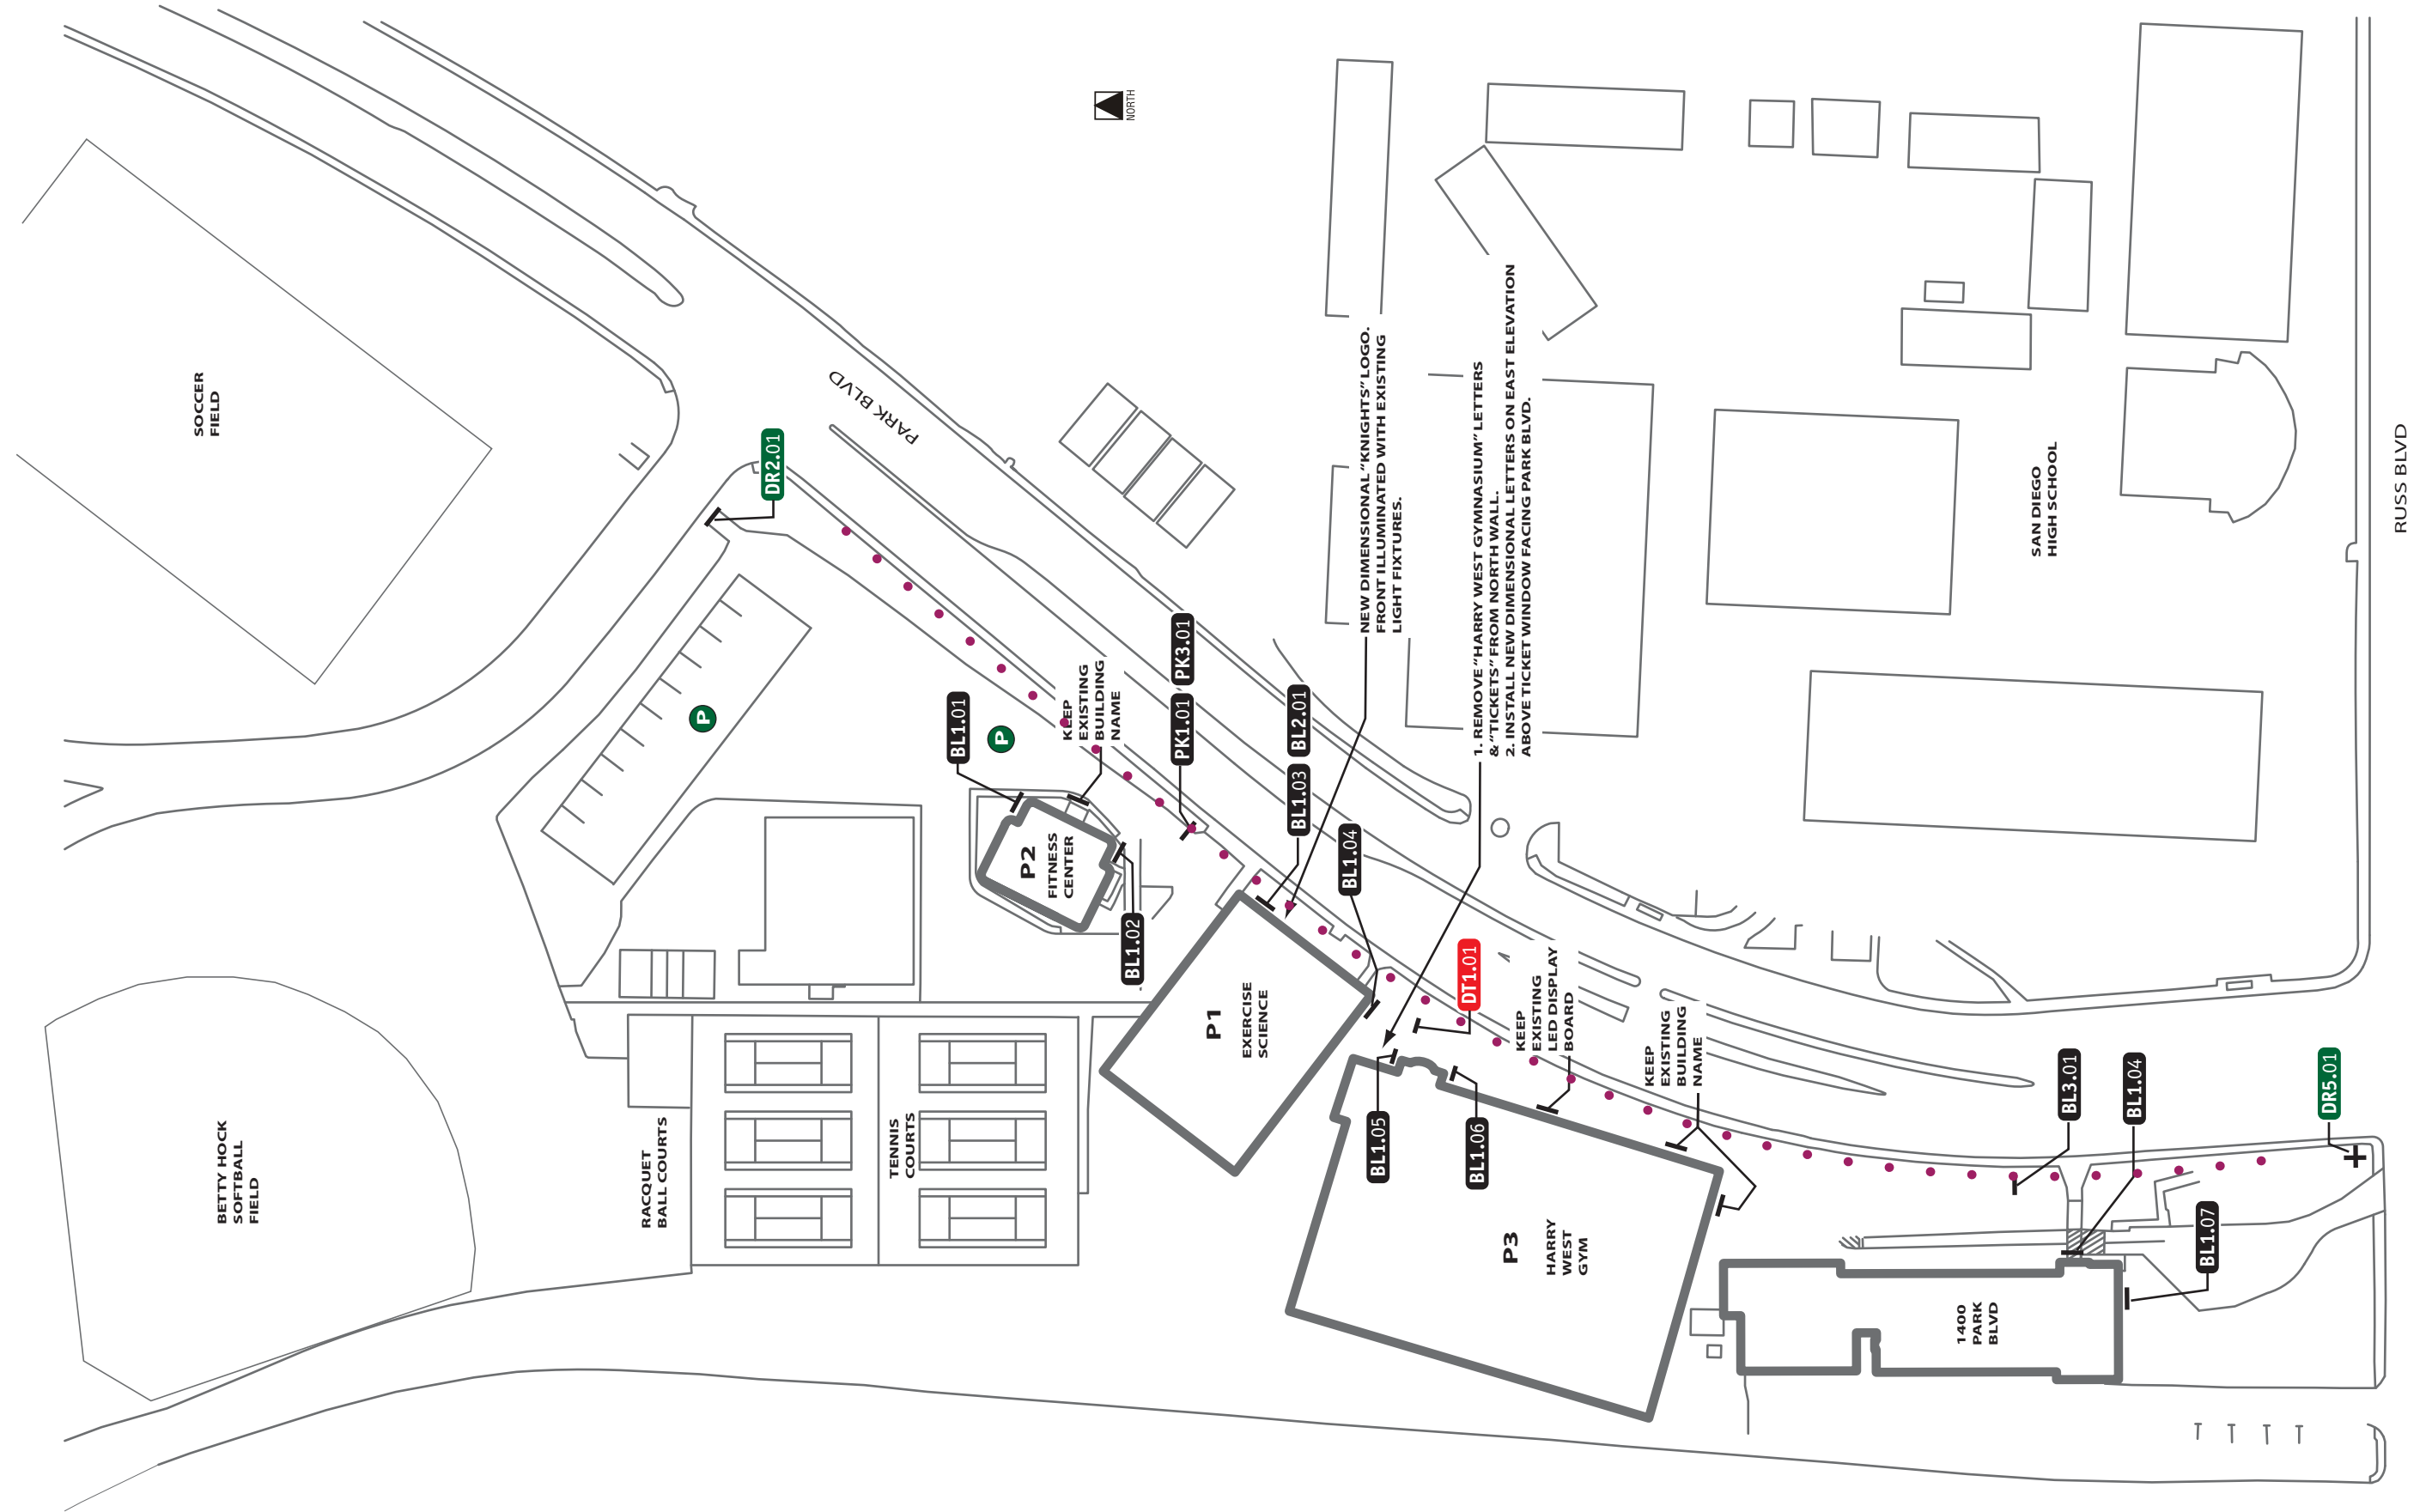 SOCCER
FIELD
NORTH
PARK BLVD
DR2.01
P
P
BL1.01
KEEP
EXISTING
BUILDING
NAME
PK1.01
PK3.01
BL1.03
BL2.01
NEW DIMENSIONAL “KNIGHTS” LOGO.
FRONT ILLUMINATED WITH EXISTING
LIGHT FIXTURES.
1. REMOVE “HARRY WEST GYMNASIUM” LETTERS
& “TICKETS” FROM NORTH WALL.
2. INSTALL NEW DIMENSIONAL LETTERS ON EAST ELEVATION
ABOVE TICKET WINDOW FACING PARK BLVD.
SAN DIEGO
HIGH SCHOOL
RUSS BLVD
P2
FITNESS
CENTER
BL1.02
BL1.04
DT1.01
KEEP
EXISTING
LED DISPLAY
BOARD
KEEP
EXISTING
BUILDING
NAME
P1
EXERCISE
SCIENCE
BL1.05
BL1.06
BL3.01
BL1.04
DR5.01
BL1.07
BETTY HOCK
SOFTBALL
FIELD
RACQUET
BALL COURTS
TENNIS
COURTS
P3
HARRY
WEST
GYM
1400
PARK
BLVD